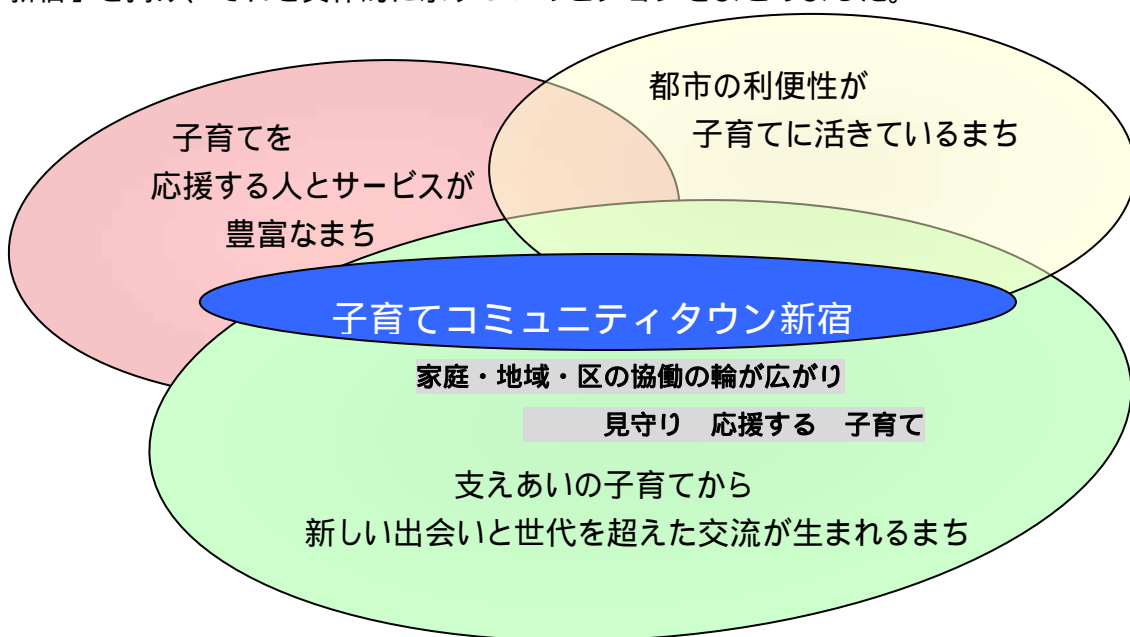 都市の利便性が
子育てに活きているまち
子育てを
応援する人とサービスが
豊富なまち
子育てコミュニティタウン新宿
家庭・地域・区の協働の輪が広がり
見守り　応援する　子育て
支えあいの子育てから
新しい出会いと世代を超えた交流が生まれるまち